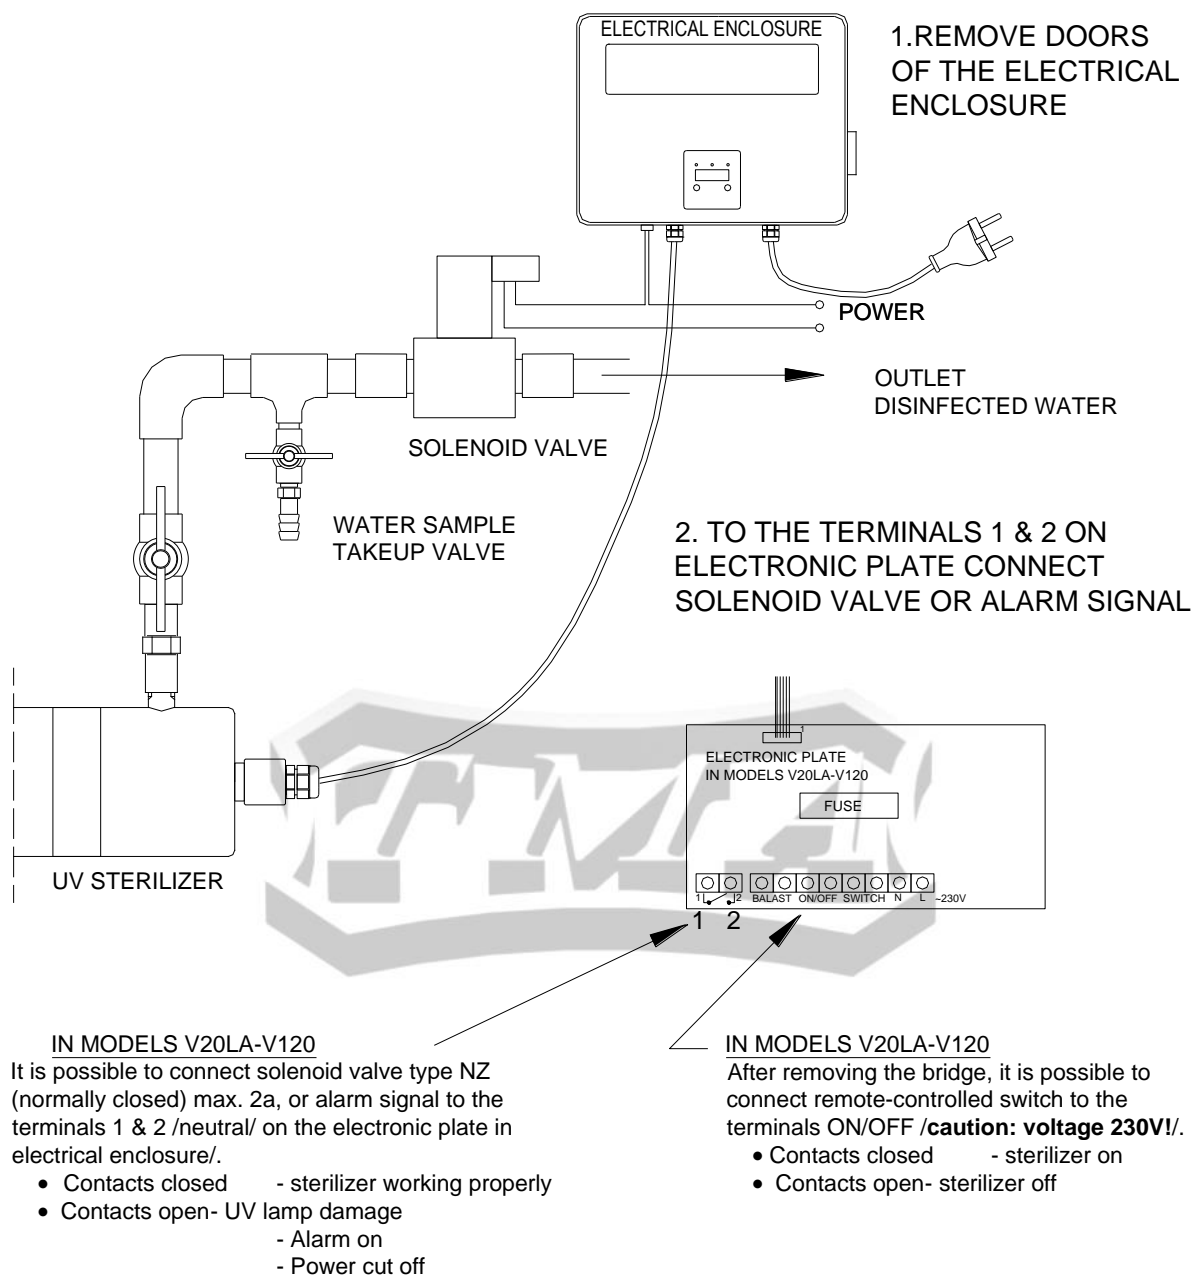 ELECTRICAL ENCLOSURE
1.REMOVE DOORS
OF THE ELECTRICAL
ENCLOSURE
POWER
OUTLET
DISINFECTED WATER
SOLENOID VALVE
WATER SAMPLE
TAKEUP VALVE
2. TO THE TERMINALS 1 & 2 ON
ELECTRONIC PLATE CONNECT
SOLENOID VALVE OR ALARM SIGNAL
UV STERILIZER
TMA
1
ELECTRONIC PLATE
IN MODELS V20LA-V120
FUSE
1 2 BALAST ON/OFF SWITCH N L ~230V
1 2
IN MODELS V20LA-V120
It is possible to connect solenoid valve type NZ
(normally closed) max. 2a, or alarm signal to the
terminals 1 & 2 /neutral/ on the electronic plate in
electrical enclosure/.
• Contacts closed - sterilizer working properly
• Contacts open- UV lamp damage
- Alarm on
- Power cut off
IN MODELS V20LA-V120
After removing the bridge, it is possible to
connect remote-controlled switch to the
terminals ON/OFF /caution: voltage 230V!/.
• Contacts closed - sterilizer on
• Contacts open- sterilizer off